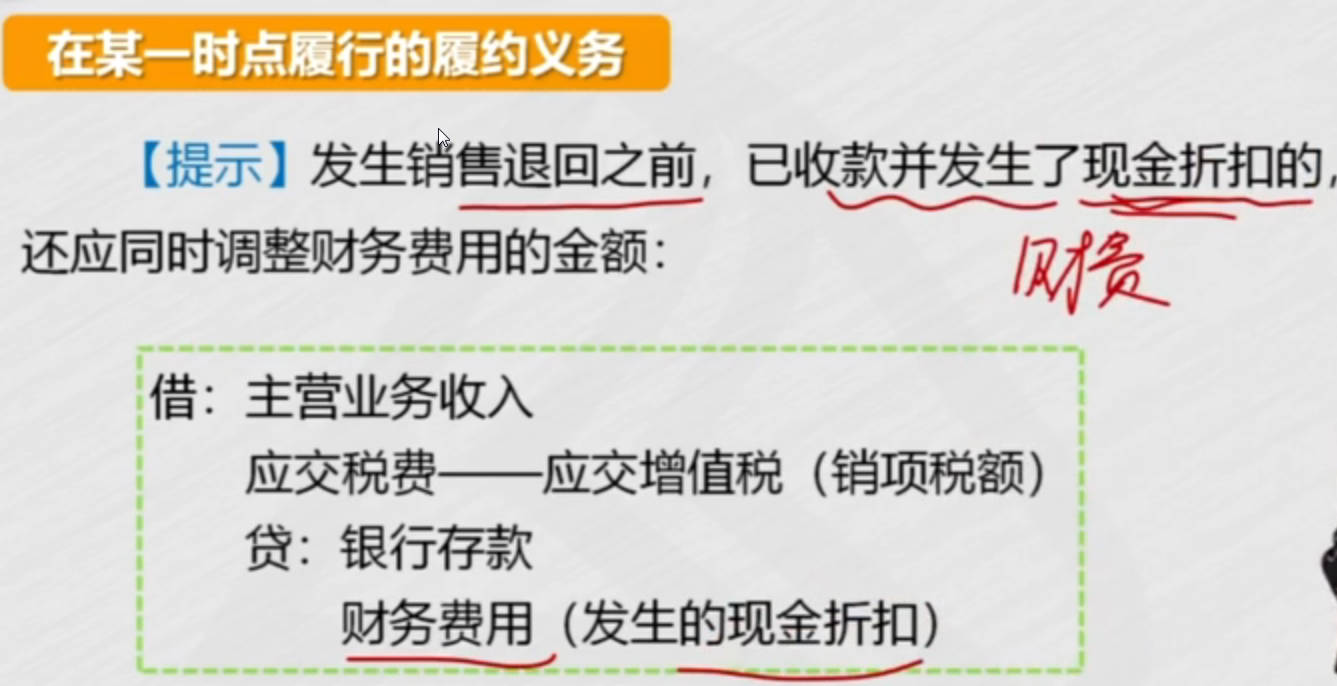 在某一时点履行的履约义务
【提示】发生销售退回之前，已收款并发生了现金折扣的，
还应同时调整财务费用的金额：
财费
借：主营业务收入
应交税费——应交增值税（销项税额）
贷：银行存款
财务费用（发生的现金折扣）